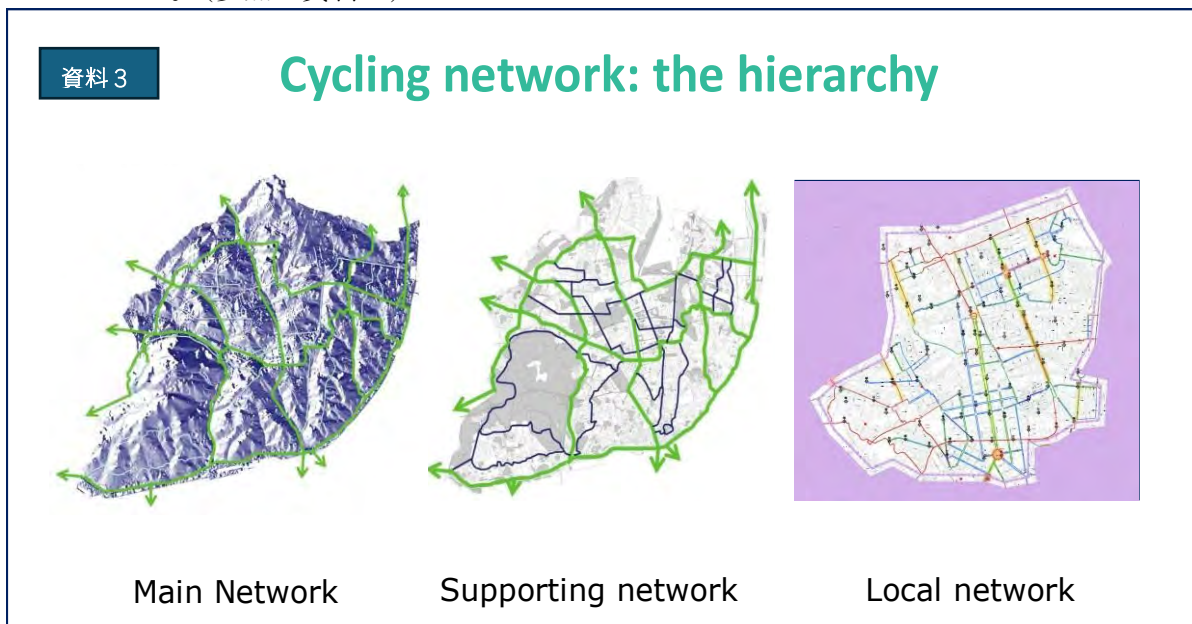 資料３
Cycling network: the hierarchy
Main Network
Supporting network
Local network